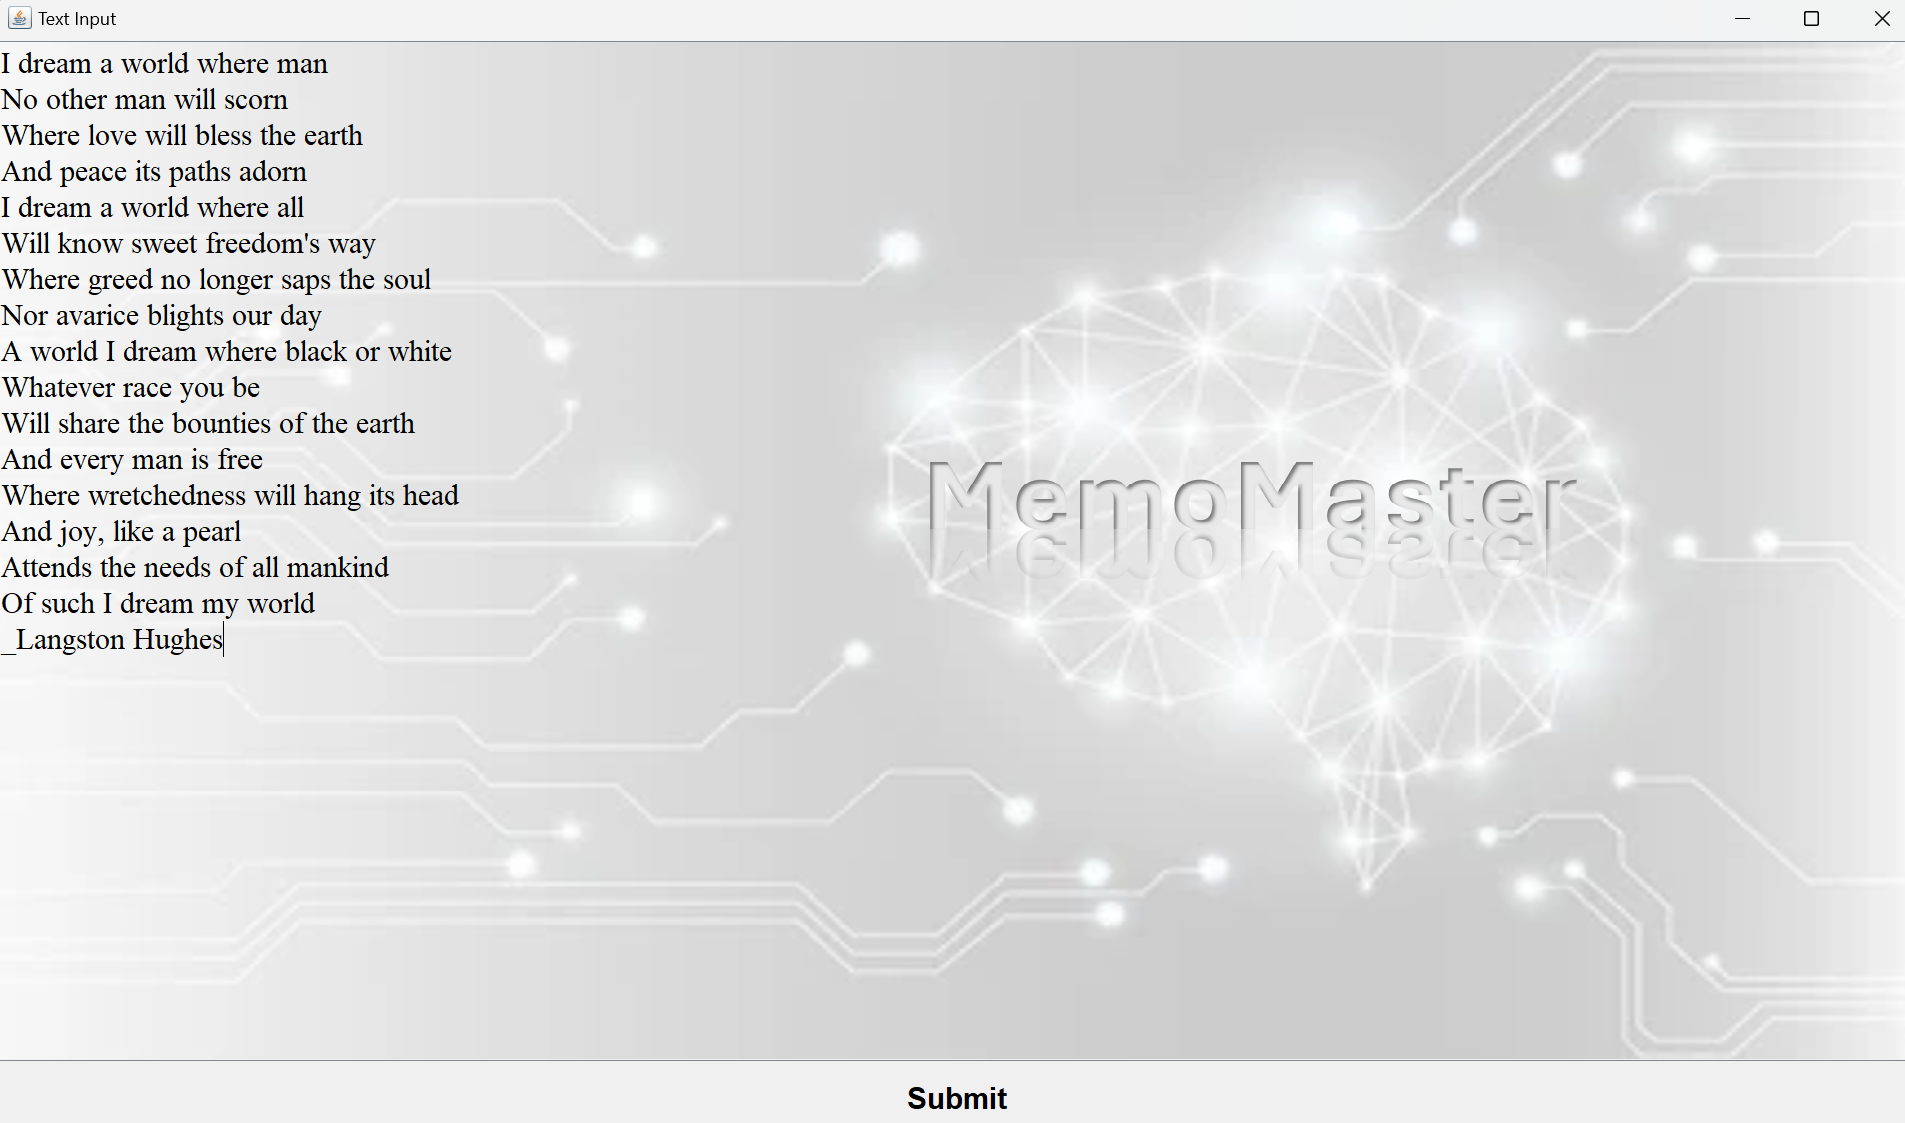 Text Input
I dream a world where man
No other man will scorn
Where love will bless the earth
And peace its paths adorn
I dream a world where all
Will know sweet freedom's way
Where greed no longer saps the soul
Nor avarice blights our day
A world I dream where black or white
Whatever race you be
Will share the bounties of the earth
And every man is free
Where wretchedness will hang its head
And joy, like a pearl
Attends the needs of all mankind
Of such I dream my world
_Langston Hughes
MemoMaster
Submit